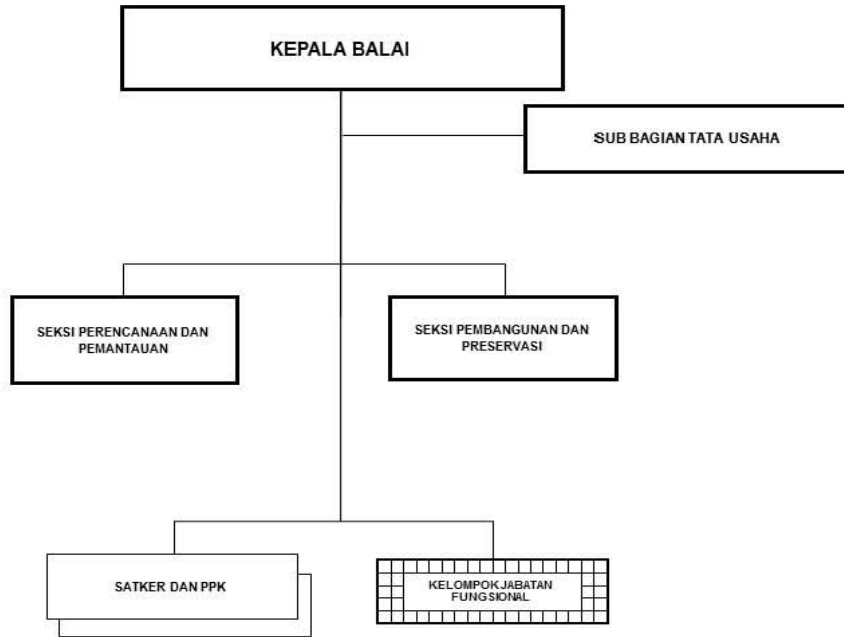 KEPALA BALAI
SUB BAGIAN TATA USAHA
SEKSI PERENCANAAN DAN
PEMANTAUAN
SEKSI PEMBANGUNAN DAN
PRESERVASI
SATKER DAN PPK
KELOMPOK JABATAN
FUNGSIONAL